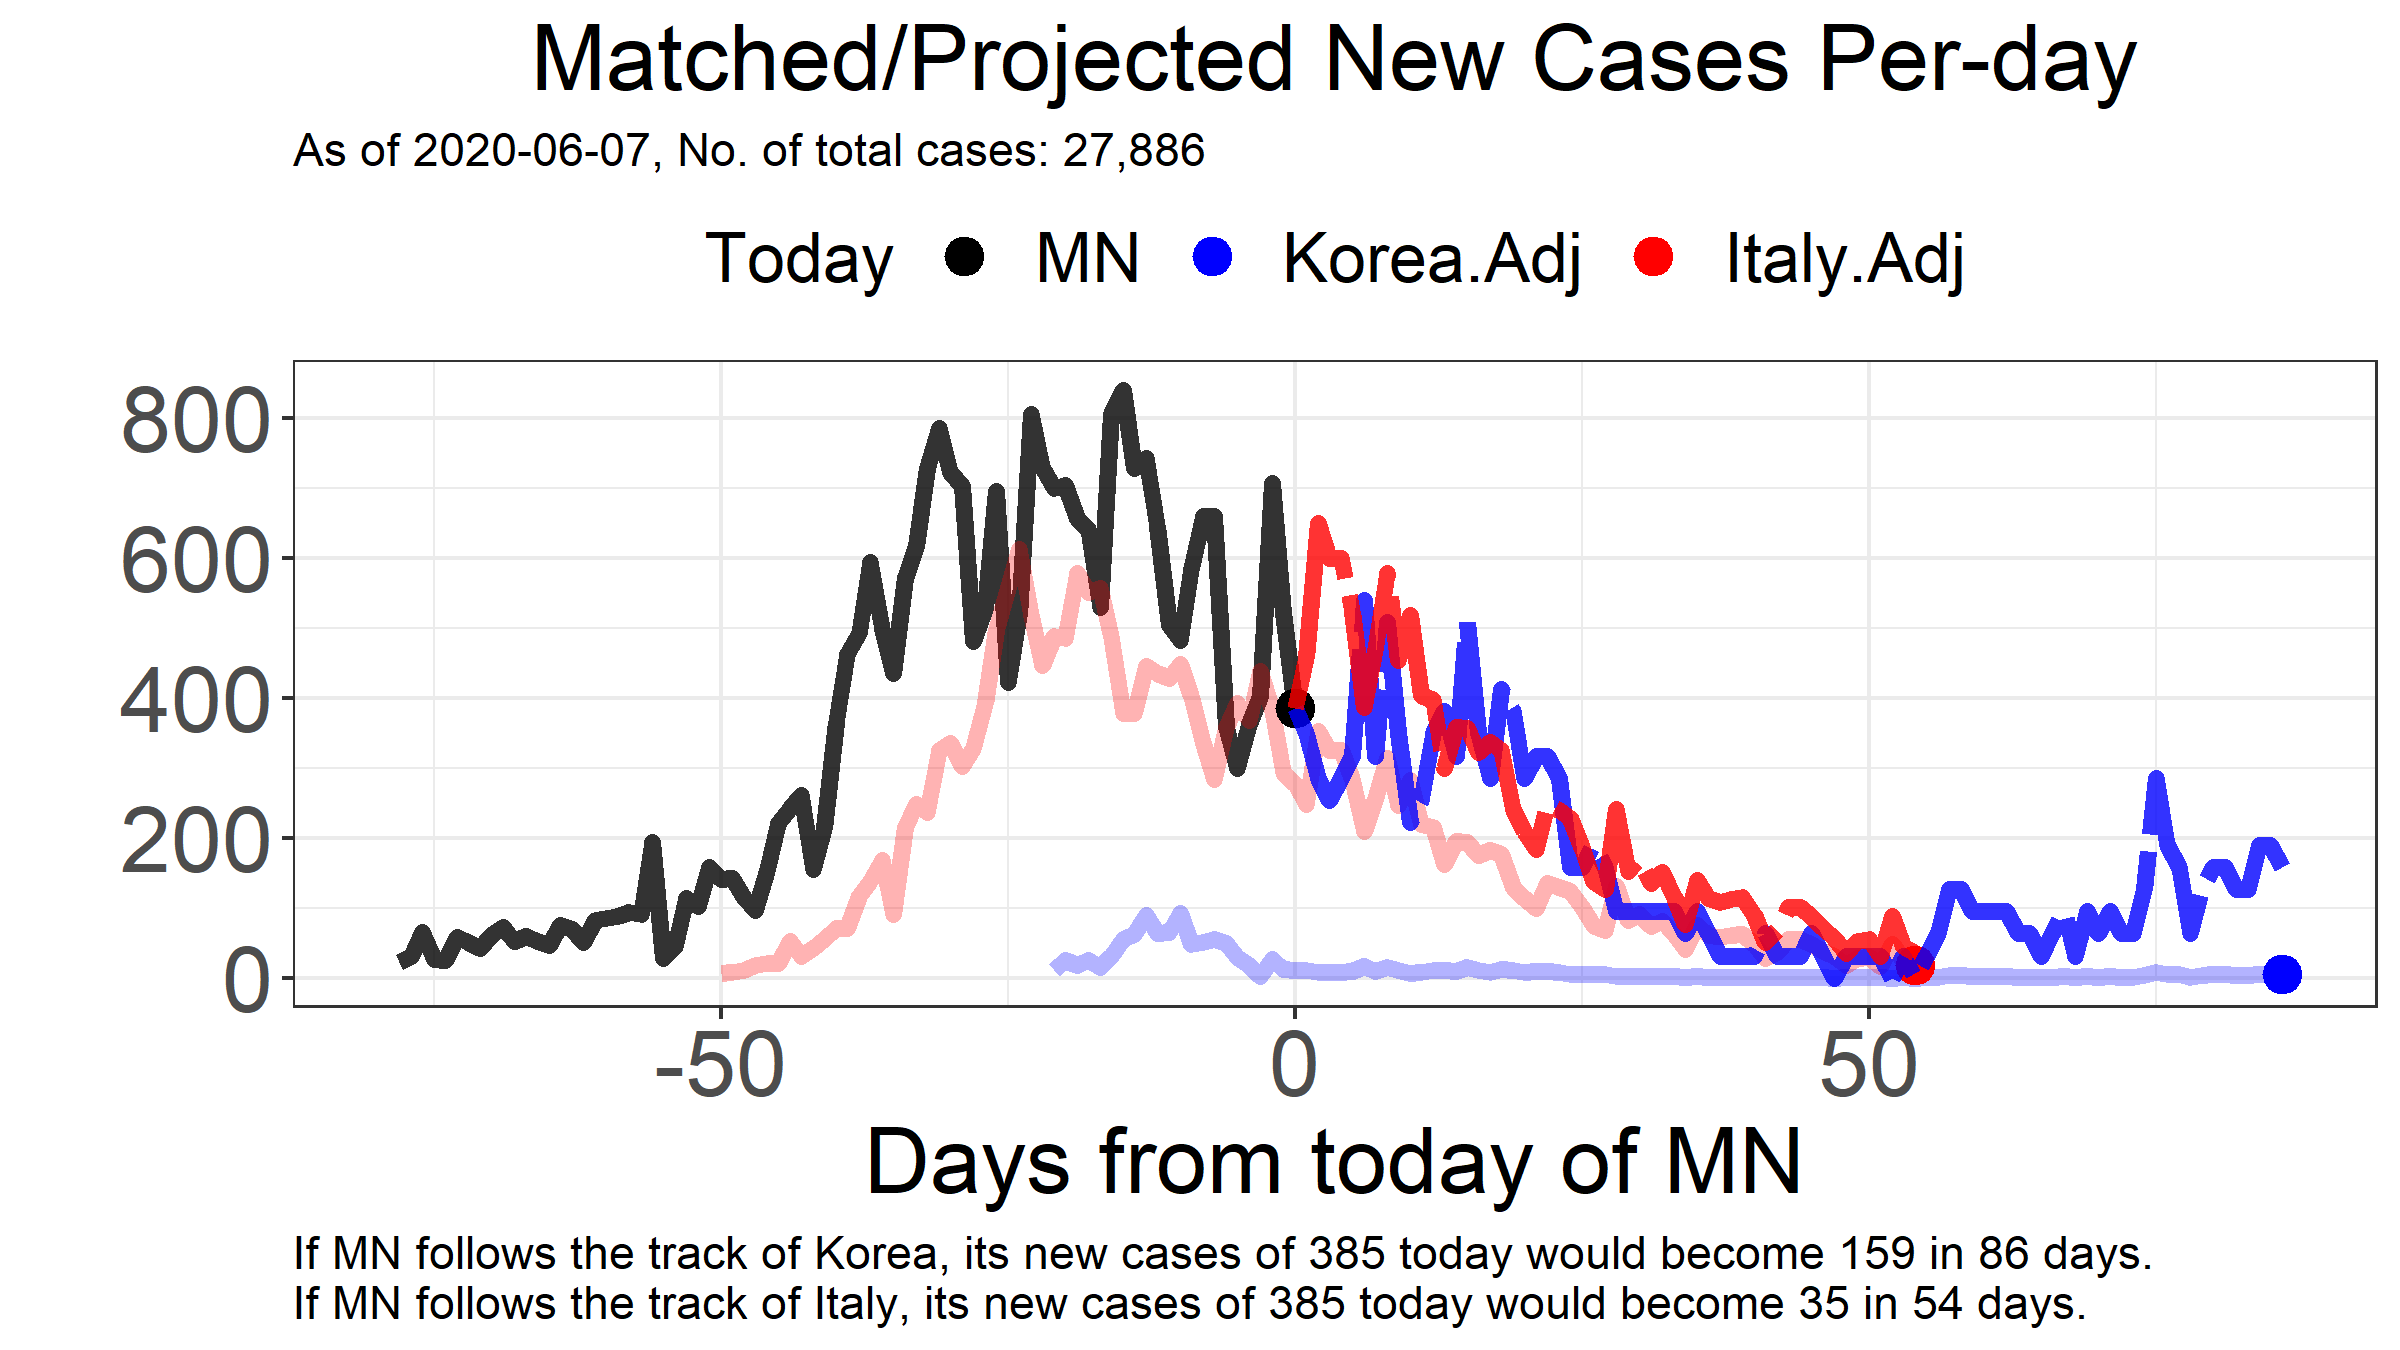 Matched/Projected New Cases Per-day
As of 2020-06-07, No. of total cases: 27,886
Today MN Korea.Adj Italy.Adj
800
600
400
200
0
-50 0 50
Days from today of MN
If MN follows the track of Korea, its new cases of 385 today would become 159 in 86 days.
If MN follows the track of Italy, its new cases of 385 today would become 35 in 54 days.